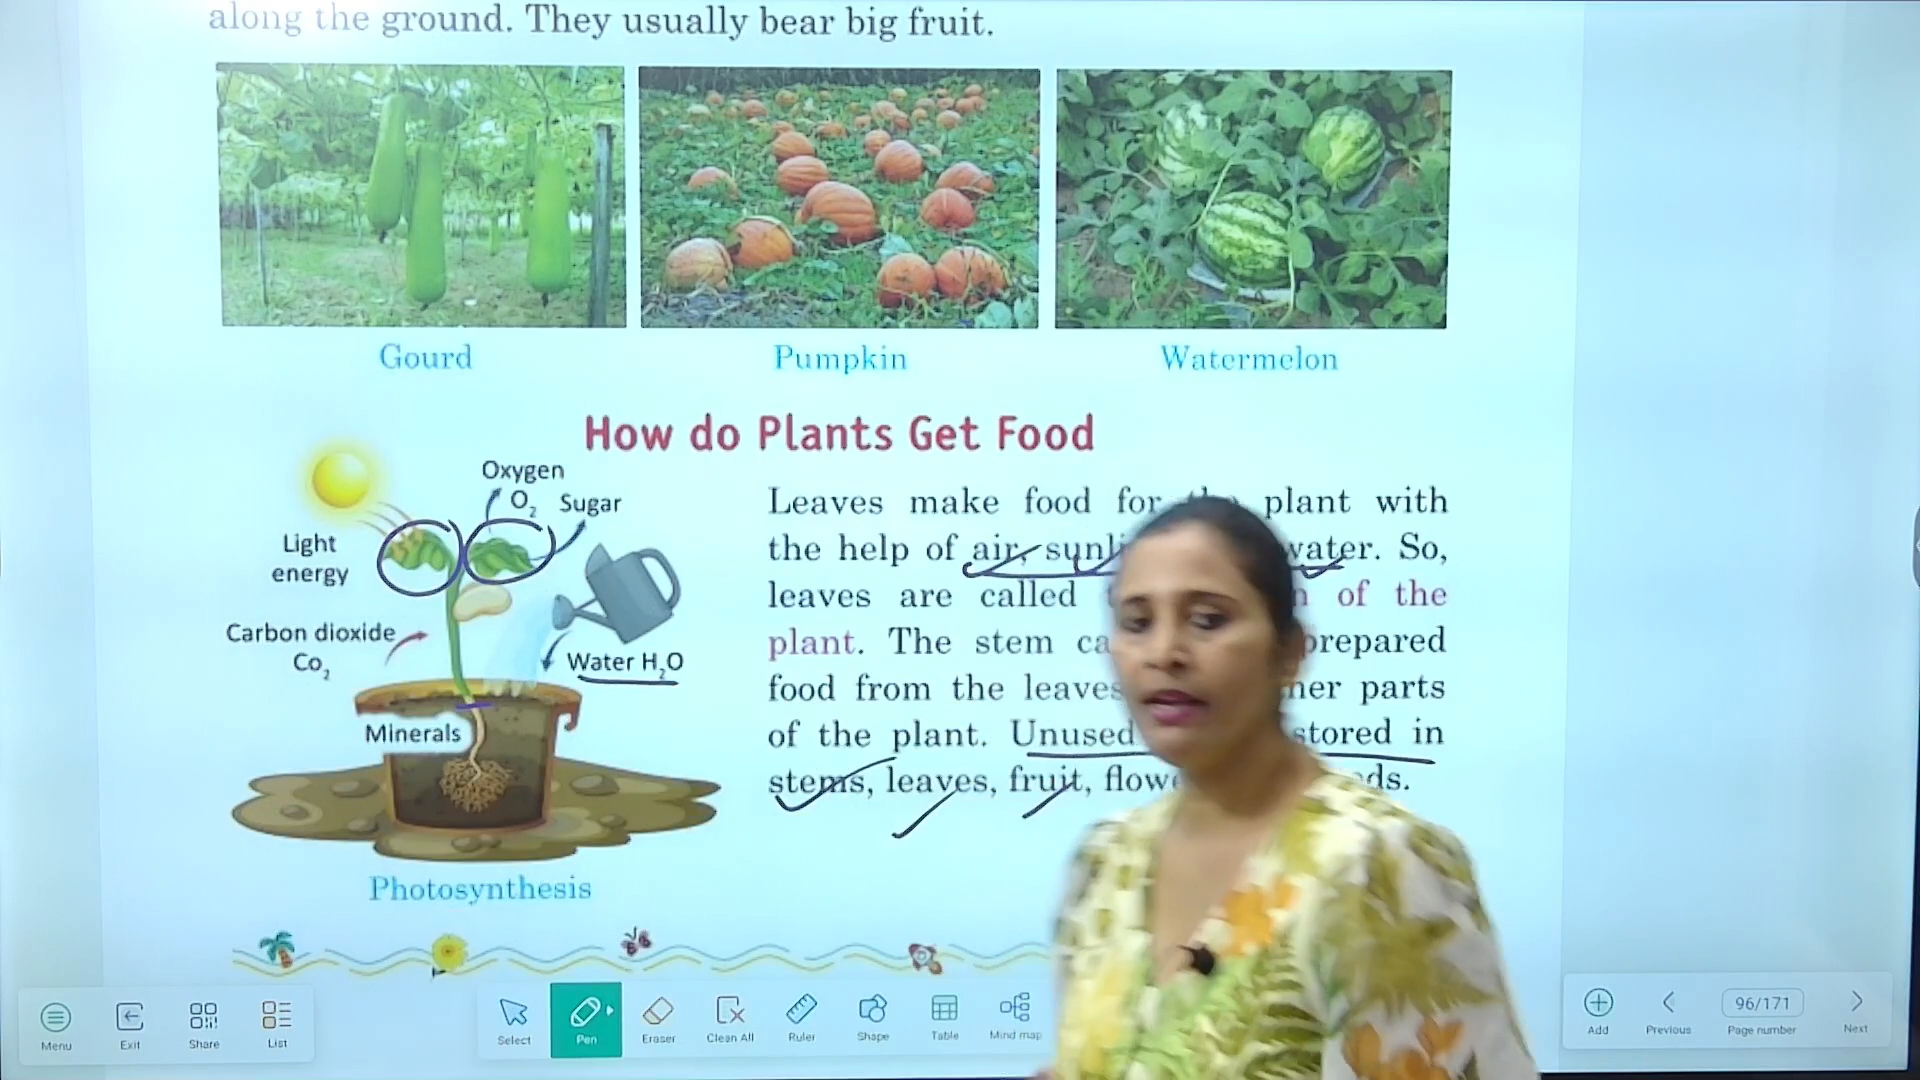 along the ground. They usually bear big fruit.
Gourd
Pumpkin
Watermelon
How do Plants Get Food
Oxygen
O2
Sugar
Light
energy
Carbon dioxide
Co2
Water H2O
Minerals
Photosynthesis
Leaves make food for plant with
the help of air, water. So,
leaves are called of the
plant. The stem prepared
food from the leaves parts
of the plant. Unused stored in
stems, leaves, fruit,
Menu
Exit
Share
List
Select
Pen
Eraser
Clean All
Ruler
Shape
Table
Mind map
Add
Previous
96/171
Page number
Next